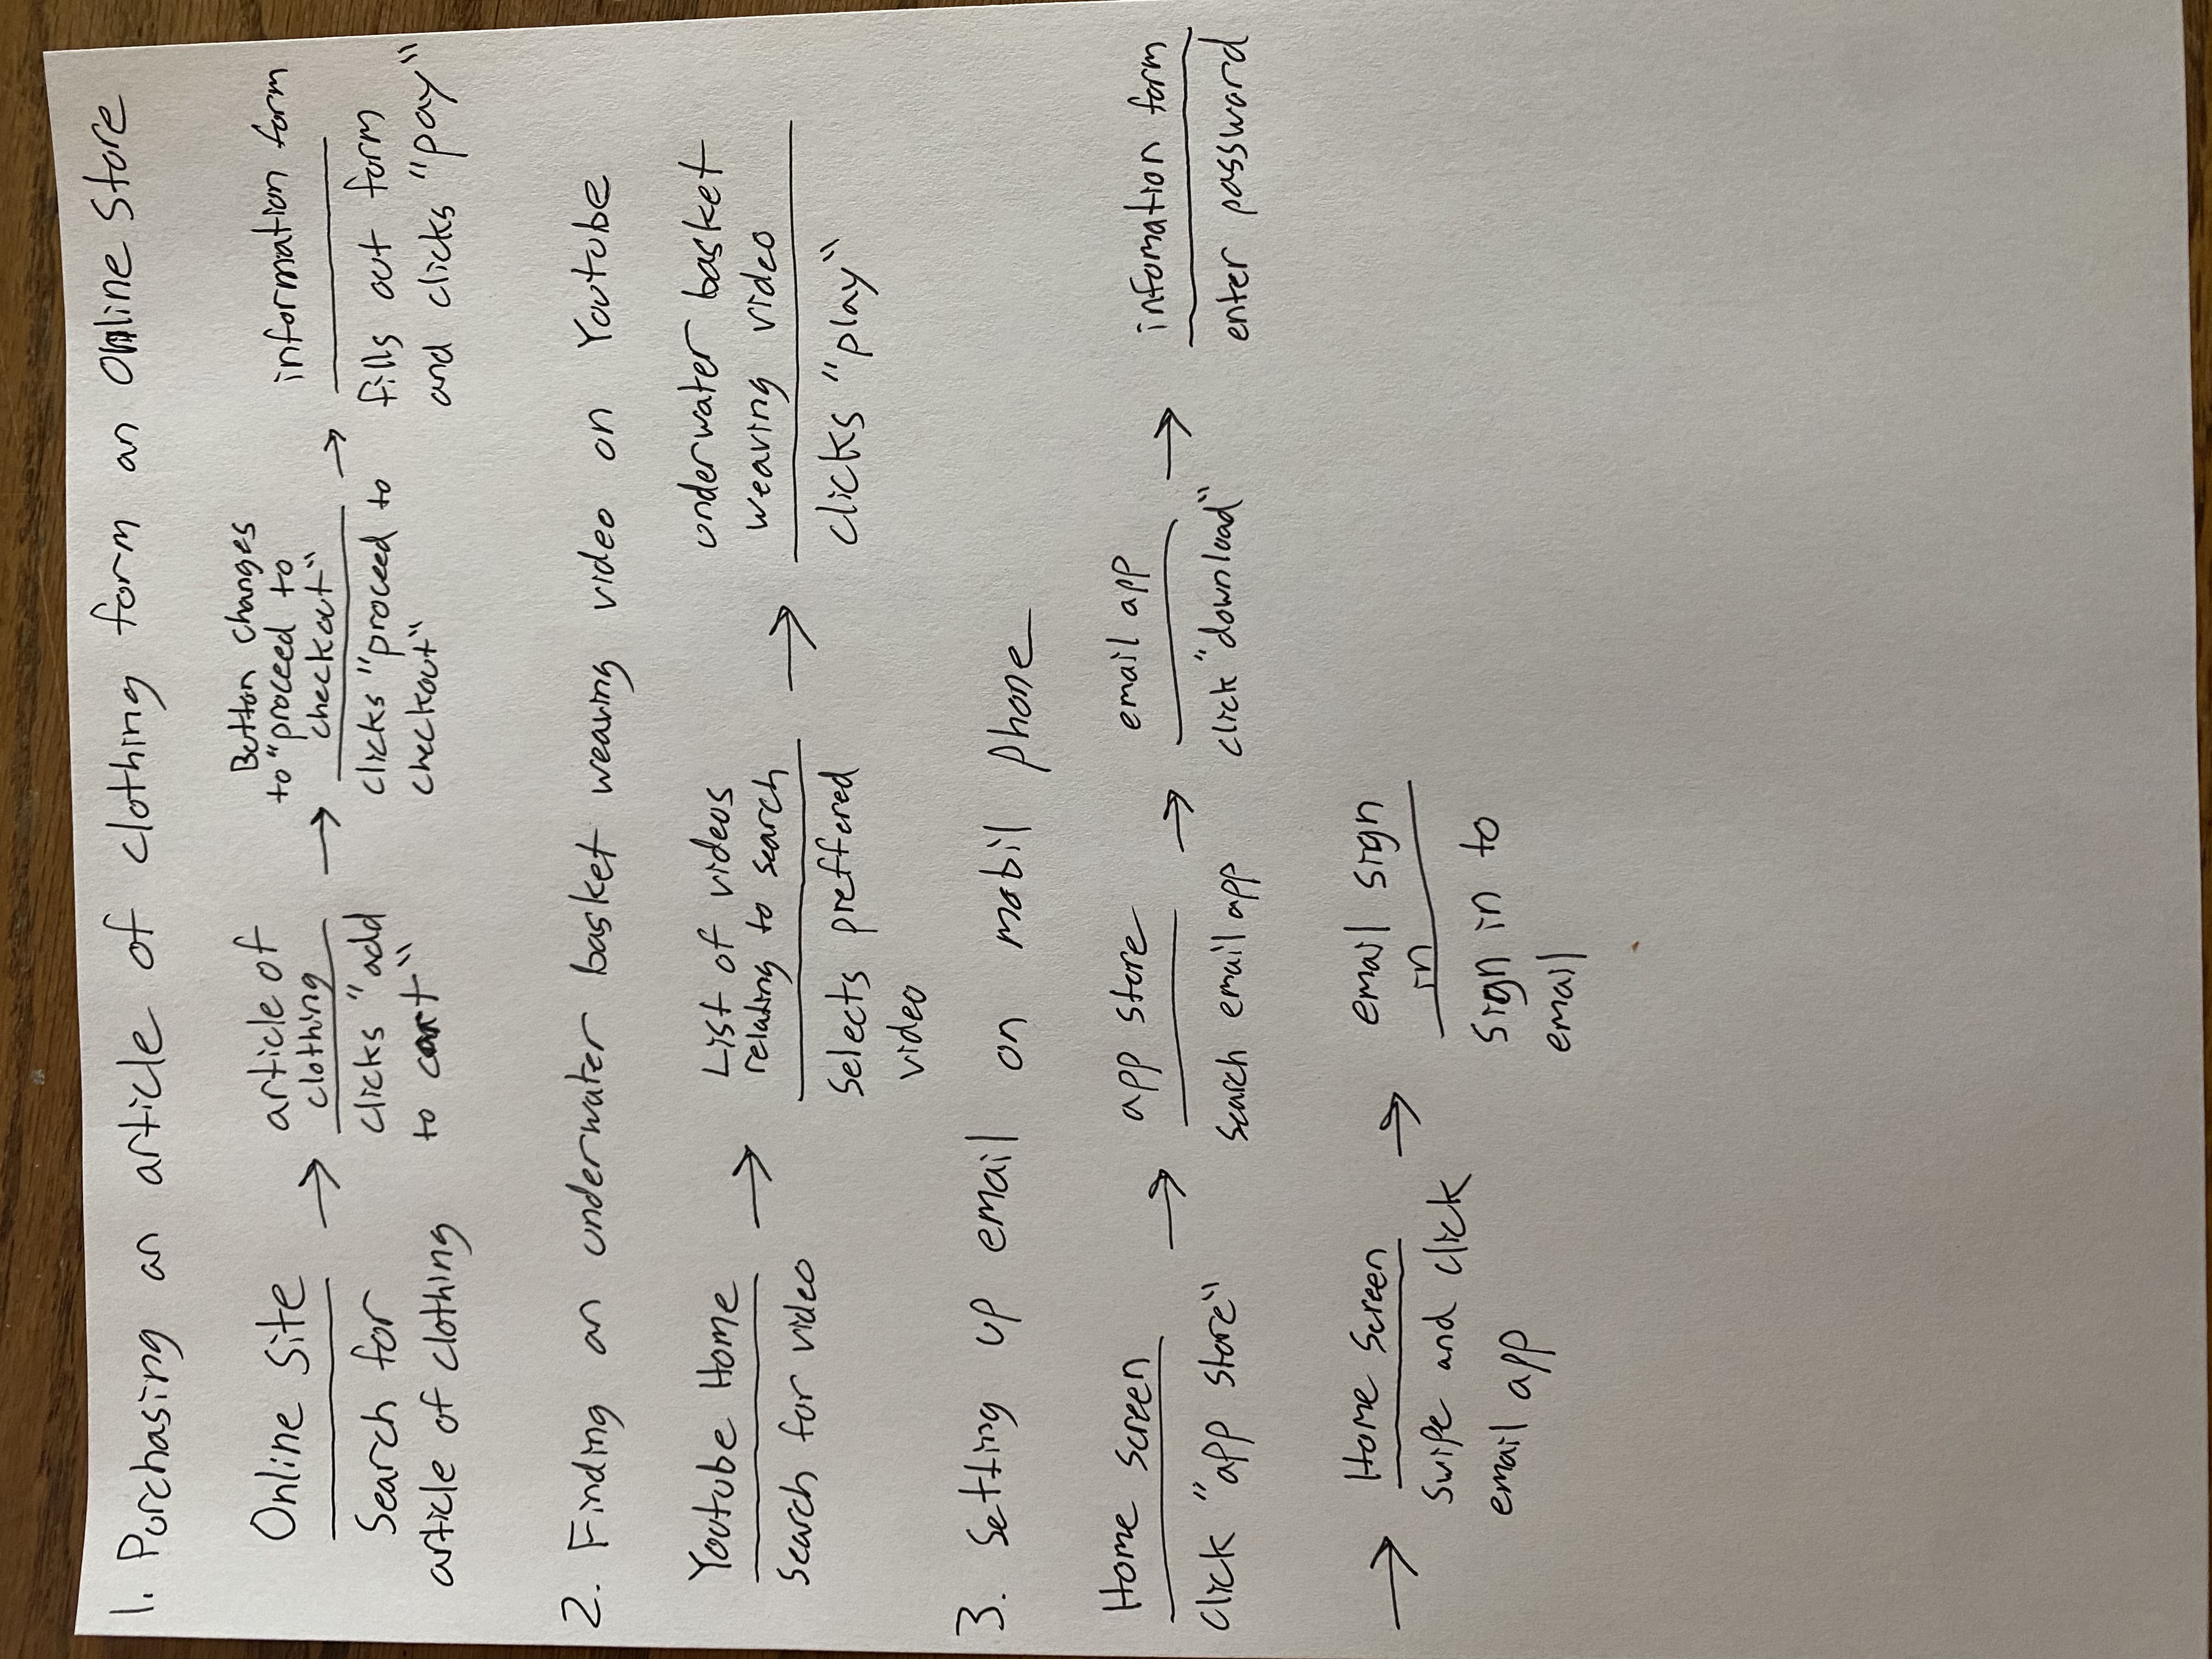 1. Purchasing an article of clothing form an Online Store
Online Site
Search for
article of clothing
→
article of
clothing
clicks "add
to cart"
→
Button changes
to "proceed to
checkout"
clicks "proceed to
checkout"
→
information form
fills out form
and clicks "pay"
2. Finding an underwater basket weaving video on Youtube
Youtube Home
Search for video
→
List of videos
relating to search
Selects preffered
video
→
underwater basket
weaving video
clicks "play"
3. Setting up email on mobil phone
Home screen
click "app store"
→
app store
search email app
→
email app
click "download"
→
infomation form
enter password
→
Home Screen
swipe and click
email app
→
email sign
in
sign in to
email